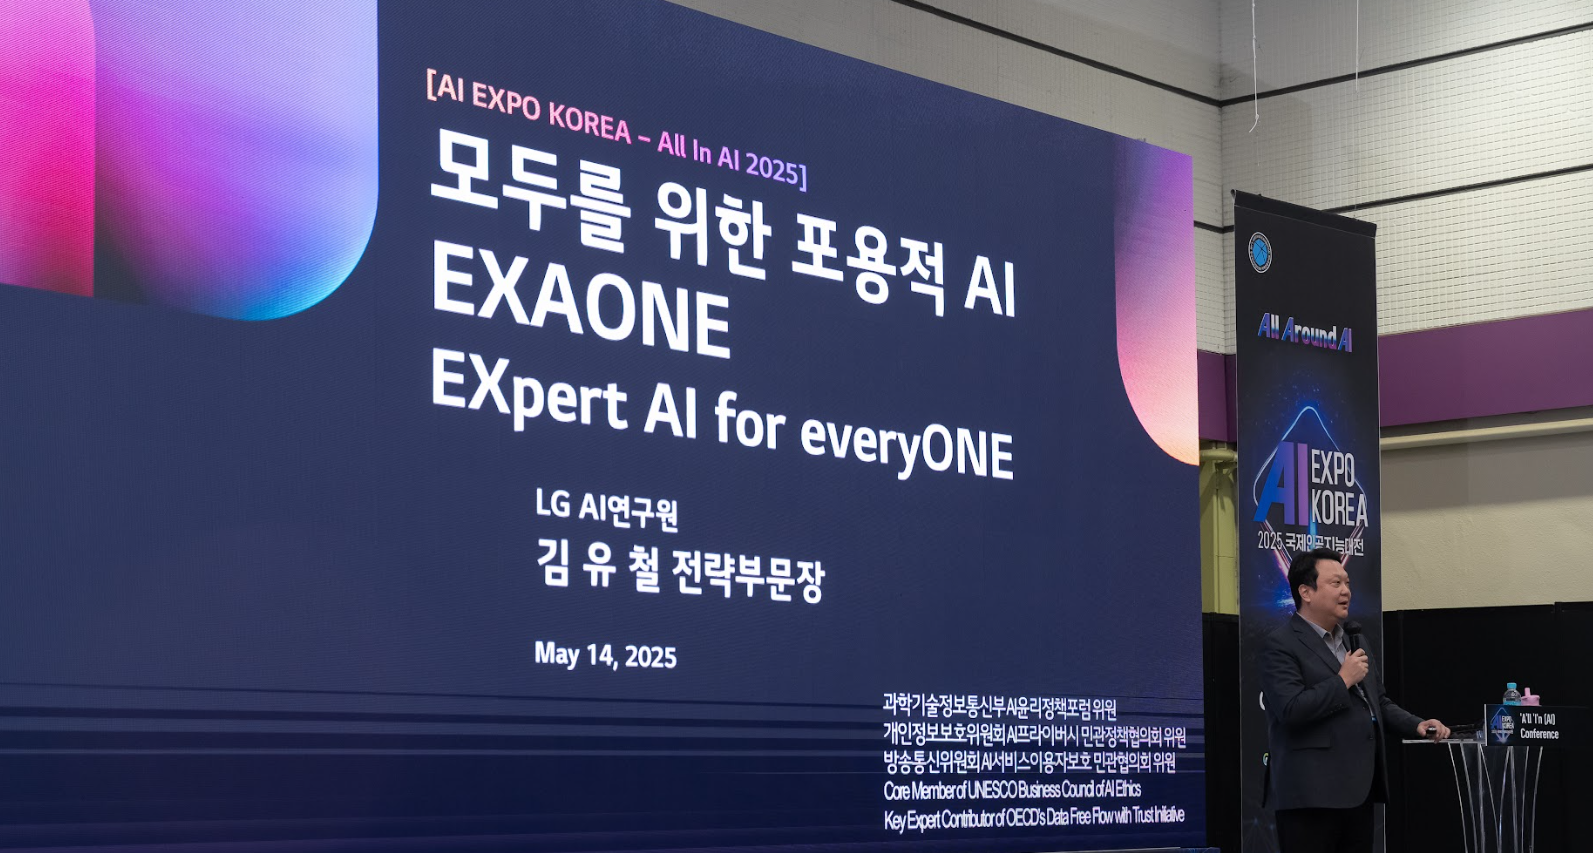 [AI EXPO KOREA – All In AI 2025]
모두를 위한 포용적 AI
EXAONE
EXpert AI for everyONE
LG AI연구원
김 유 철 전략부문장
May 14, 2025
과학기술정보통신부 AI윤리정책포럼 위원
개인정보보호위원회 AI프라이버시 민관정책협의회 위원
방송통신위원회 AI서비스이용자보호 민관협의회 위원
Core Member of UNESCO Business Council of AI Ethics
Key Expert Contributor of OECD's Data Free Flow with Trust Initiative
All Around AI
AI EXPO
KOREA
2025 국제인공지능대전
'A'll 'I'n (AI)
Conference